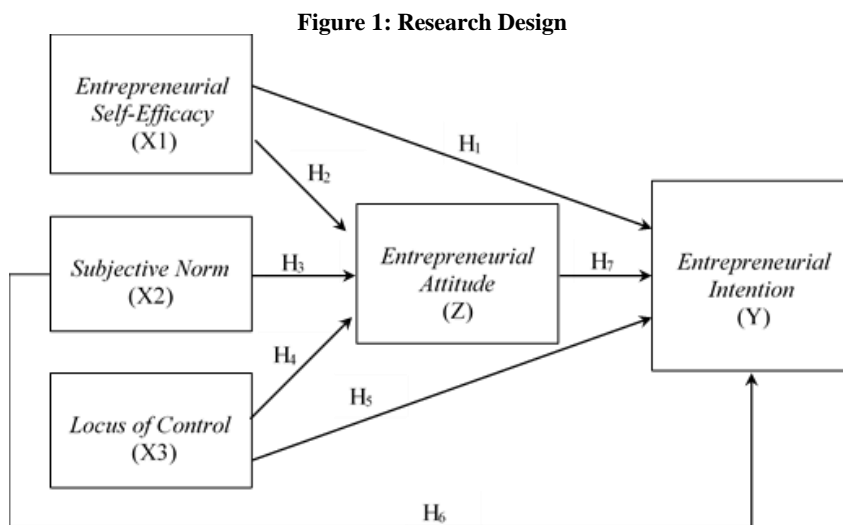 Figure 1: Research Design
Entrepreneurial
Self-Efficacy
(X1)
H₁
H₂
Subjective Norm
(X2)
H₃
Entrepreneurial
Attitude
(Z)
H₇
Entrepreneurial
Intention
(Y)
H₄
Locus of Control
(X3)
H₅
H₆